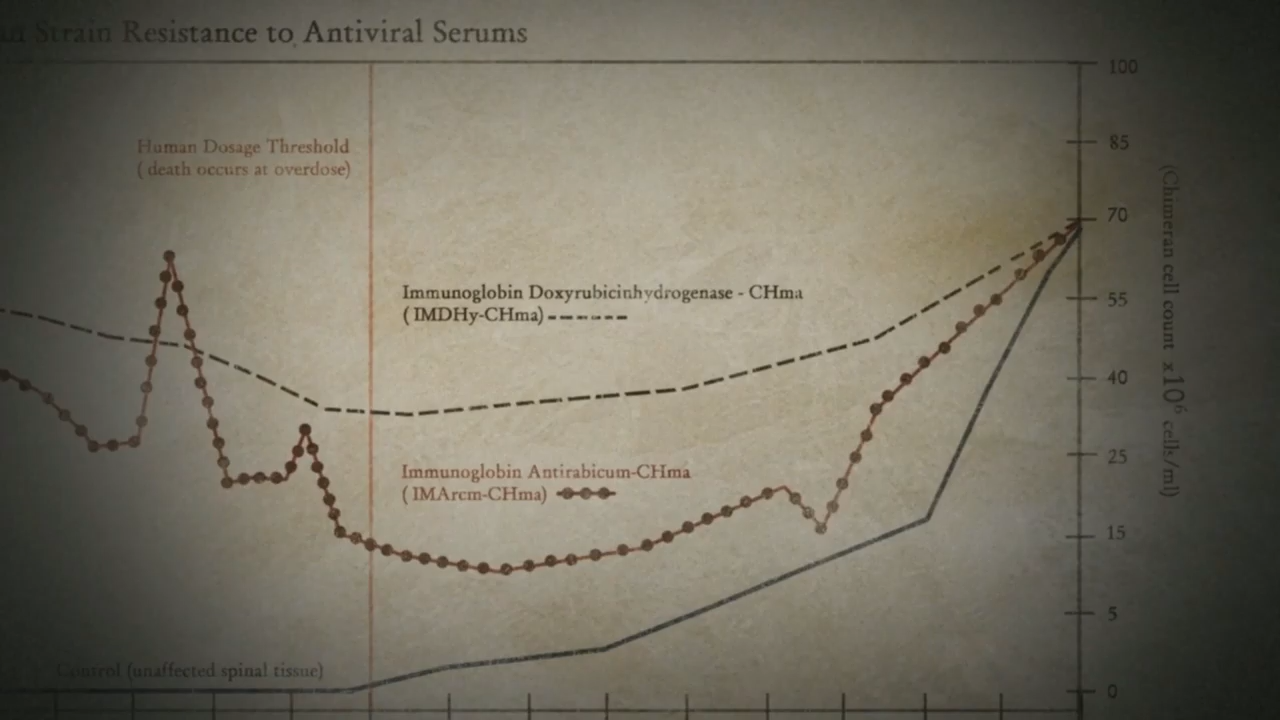 Strain Resistance to Antiviral Serums
100
Human Dosage Threshold
( death occurs at overdose)
85
70
Immunoglobin Doxyrubicinhydrogenase - CHma
( IMDHy-CHma)
55
40
(Chimeran cell count x10⁶ cells/ml)
25
Immunoglobin Antirabicum-CHma
( IMArcm-CHma)
15
5
Control (unaffected spinal tissue)
0